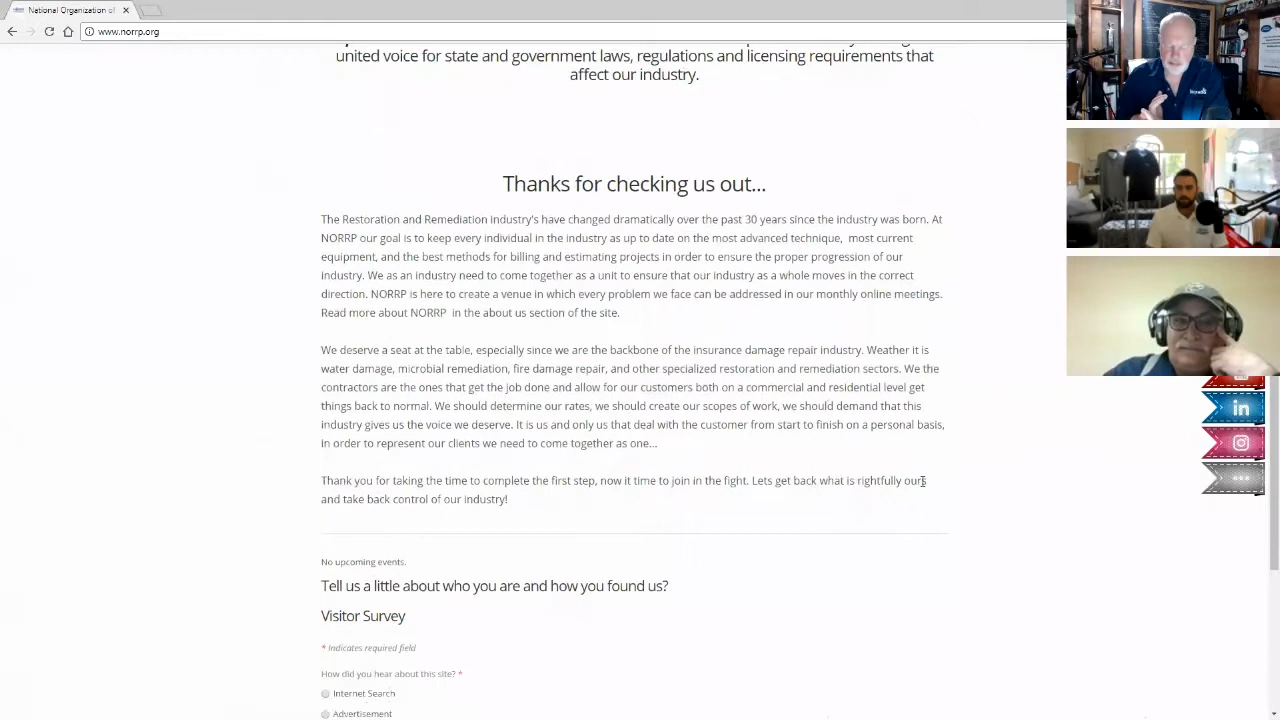 National Organization of
www.norrp.org
united voice for state and government laws, regulations and licensing requirements that
affect our industry.
Thanks for checking us out...
The Restoration and Remediation industry's have changed dramatically over the past 30 years since the industry was born. At
NORRP our goal is to keep every individual in the industry as up to date on the most advanced technique, most current
equipment, and the best methods for billing and estimating projects in order to ensure the proper progression of our
industry. We as an industry need to come together as a unit to ensure that our industry as a whole moves in the correct
direction. NORRP is here to create a venue in which every problem we face can be addressed in our monthly online meetings.
Read more about NORRP in the about us section of the site.
We deserve a seat at the table, especially since we are the backbone of the insurance damage repair industry. Weather it is
water damage, microbial remediation, fire damage repair, and other specialized restoration and remediation sectors. We the
contractors are the ones that get the job done and allow for our customers both on a commercial and residential level get
things back to normal. We should determine our rates, we should create our scopes of work, we should demand that this
industry gives us the voice we deserve. It is us and only us that deal with the customer from start to finish on a personal basis,
in order to represent our clients we need to come together as one...
Thank you for taking the time to complete the first step, now it time to join in the fight. Lets get back what is rightfully ours
and take back control of our industry!
No upcoming events.
Tell us a little about who you are and how you found us?
Visitor Survey
* Indicates required field
How did you hear about this site? *
Internet Search
Advertisement
in